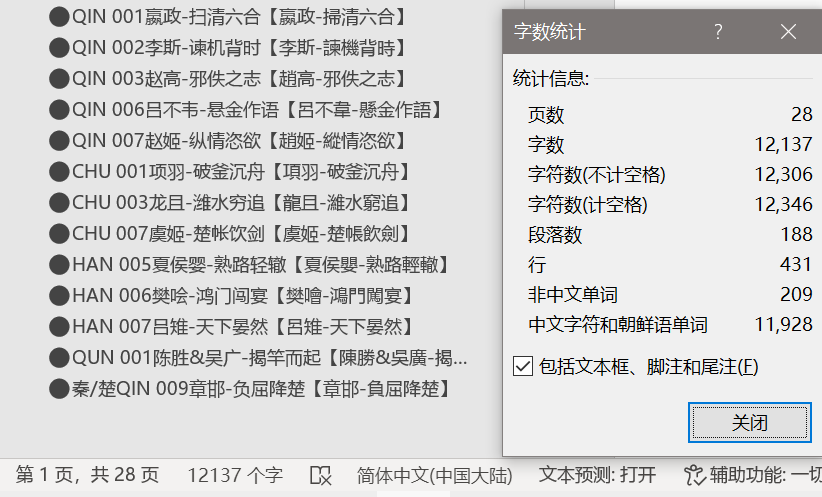 ●QIN 001嬴政-扫清六合【嬴政-掃清六合】
●QIN 002李斯-谏机背时【李斯-諫機背時】
●QIN 003赵高-邪佚之志【趙高-邪佚之志】
●QIN 006吕不韦-悬金作语【呂不韋-懸金作語】
●QIN 007赵姬-纵情恣欲【趙姬-縱情恣欲】
●CHU 001项羽-破釜沉舟【項羽-破釜沉舟】
●CHU 003龙且-潍水穷追【龍且-濰水窮追】
●CHU 007虞姬-楚帐饮剑【虞姬-楚帳飲劍】
●HAN 005夏侯婴-熟路轻辙【夏侯嬰-熟路輕轍】
●HAN 006樊哙-鸿门闯宴【樊噲-鴻門闖宴】
●HAN 007吕雉-天下晏然【吕雉-天下晏然】
●QUN 001陈胜&吴广-揭竿而起【陳勝&吳廣-揭...
●秦/楚QIN 009章邯-负屈降楚【章邯-負屈降楚】
字数统计 ?
统计信息:
页数 28
字数 12,137
字符数(不计空格) 12,306
字符数(计空格) 12,346
段落数 188
行 431
非中文单词 209
中文字符和朝鲜语单词 11,928
包括文本框、脚注和尾注(F)
关闭
第 1 页，共 28 页 12137 个字 简体中文(中国大陆) 文本预测: 打开 辅助功能: 一切